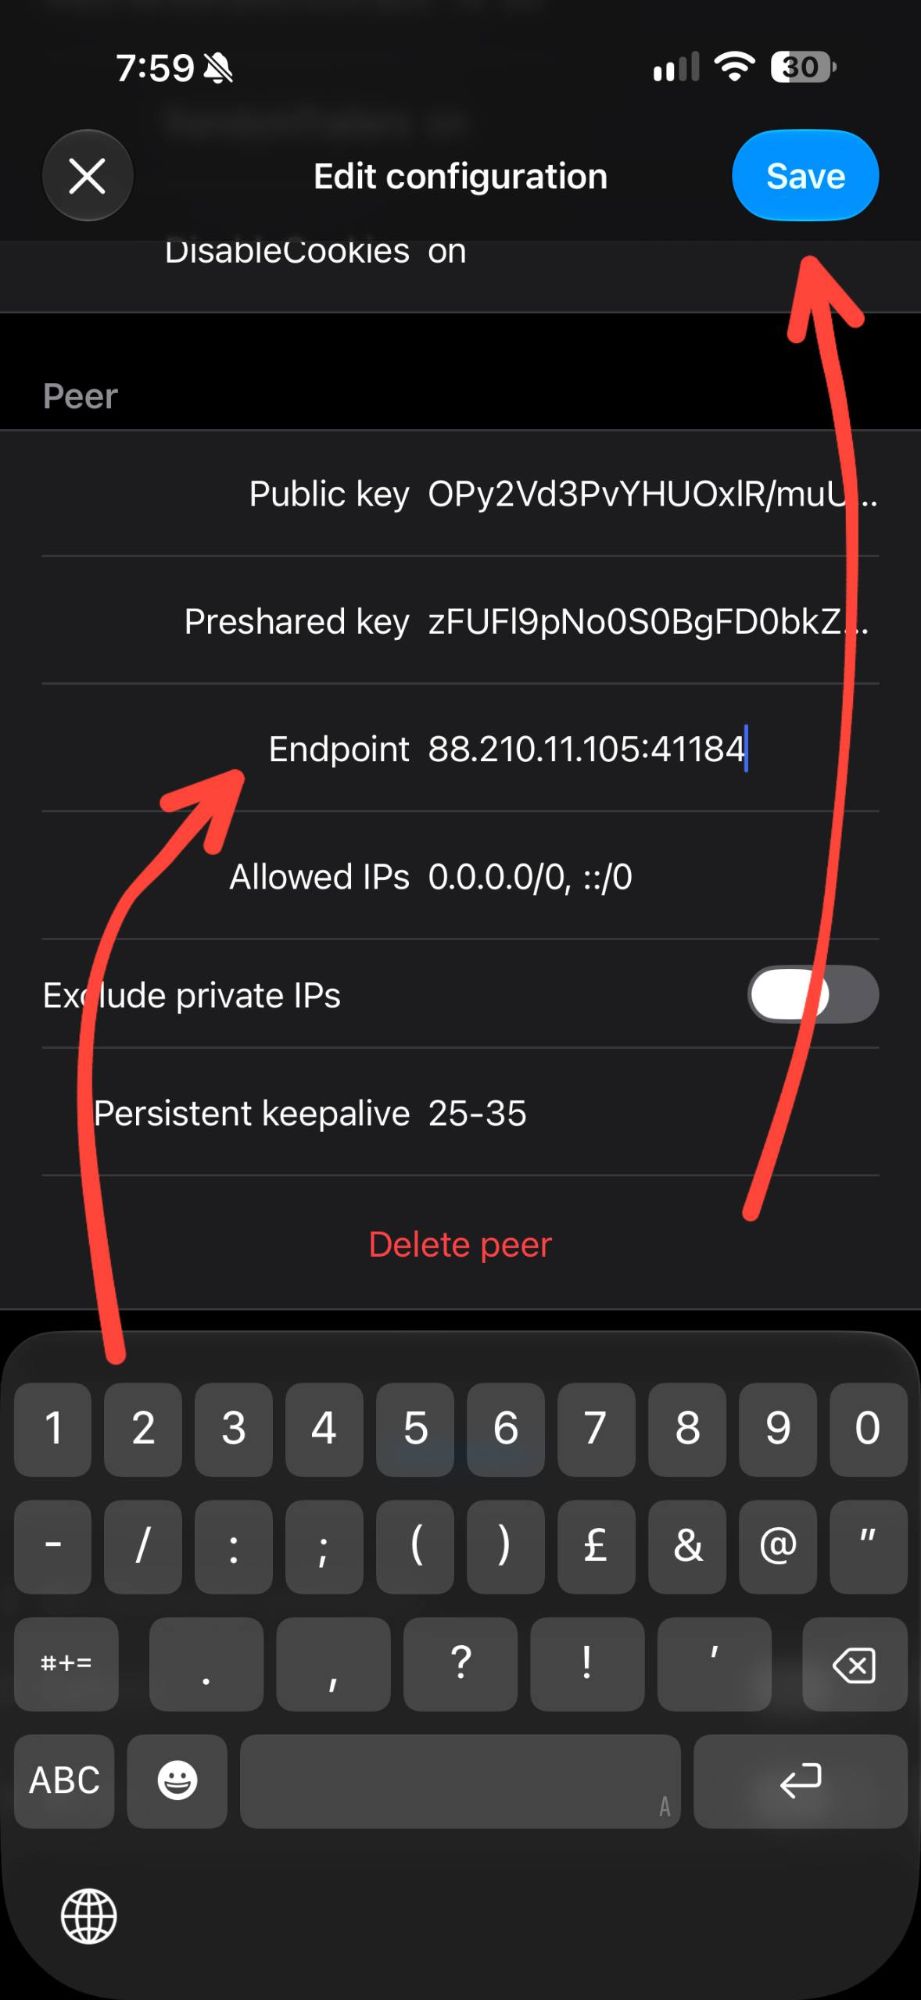 7:59
30
Edit configuration
Save
DisableCookies on
Peer
Public key OPy2Vd3PvYHUOxlR/muU...
Preshared key zFUFl9pNo0S0BgFD0bkZ...
Endpoint 88.210.11.105:41184
Allowed IPs 0.0.0.0/0, ::/0
Exclude private IPs
Persistent keepalive 25-35
Delete peer
1 2 3 4 5 6 7 8 9 0
- / : ; ( ) £ & @ "
#+= . , ? ! '
ABC
A